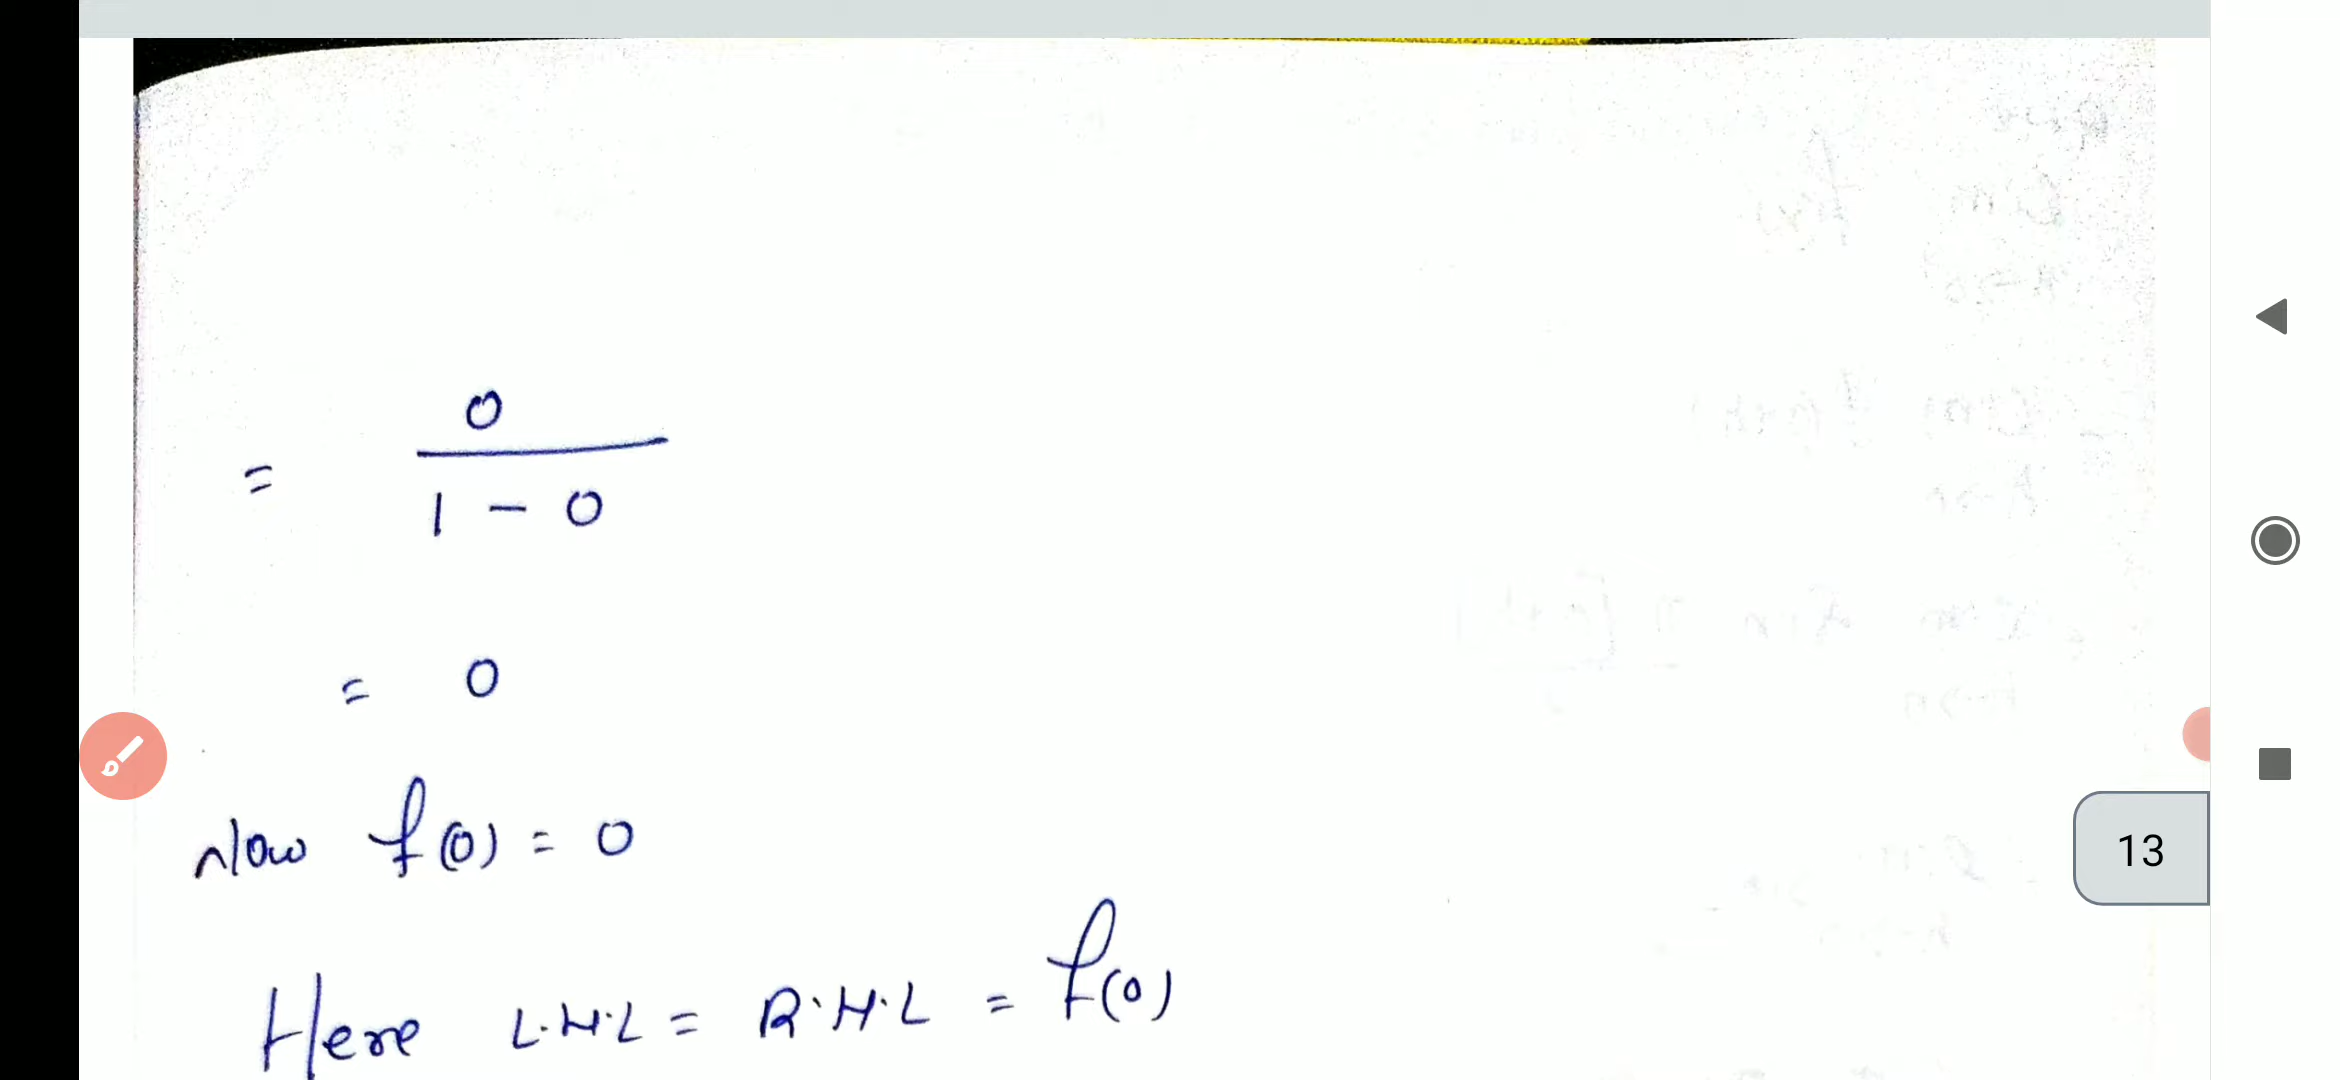 = 0
1 - 0
= 0
Now f(0) = 0
13
Here L.H.L = R.H.L = f(0)